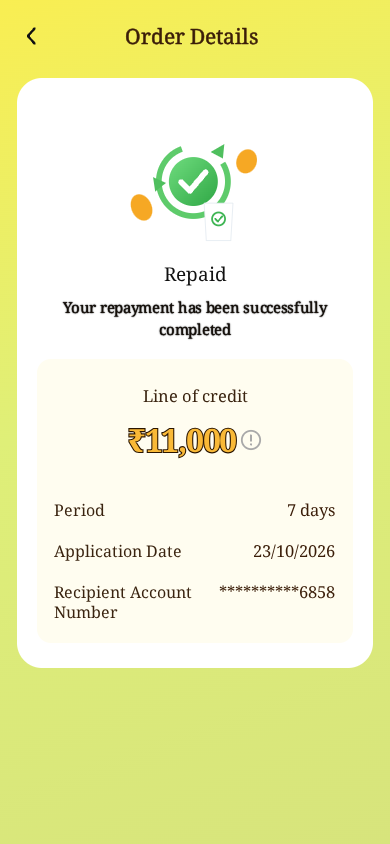 Order Details
Repaid
Your repayment has been successfully
completed
Line of credit
₹11,000
Period 7 days
Application Date 23/10/2026
Recipient Account **********6858
Number